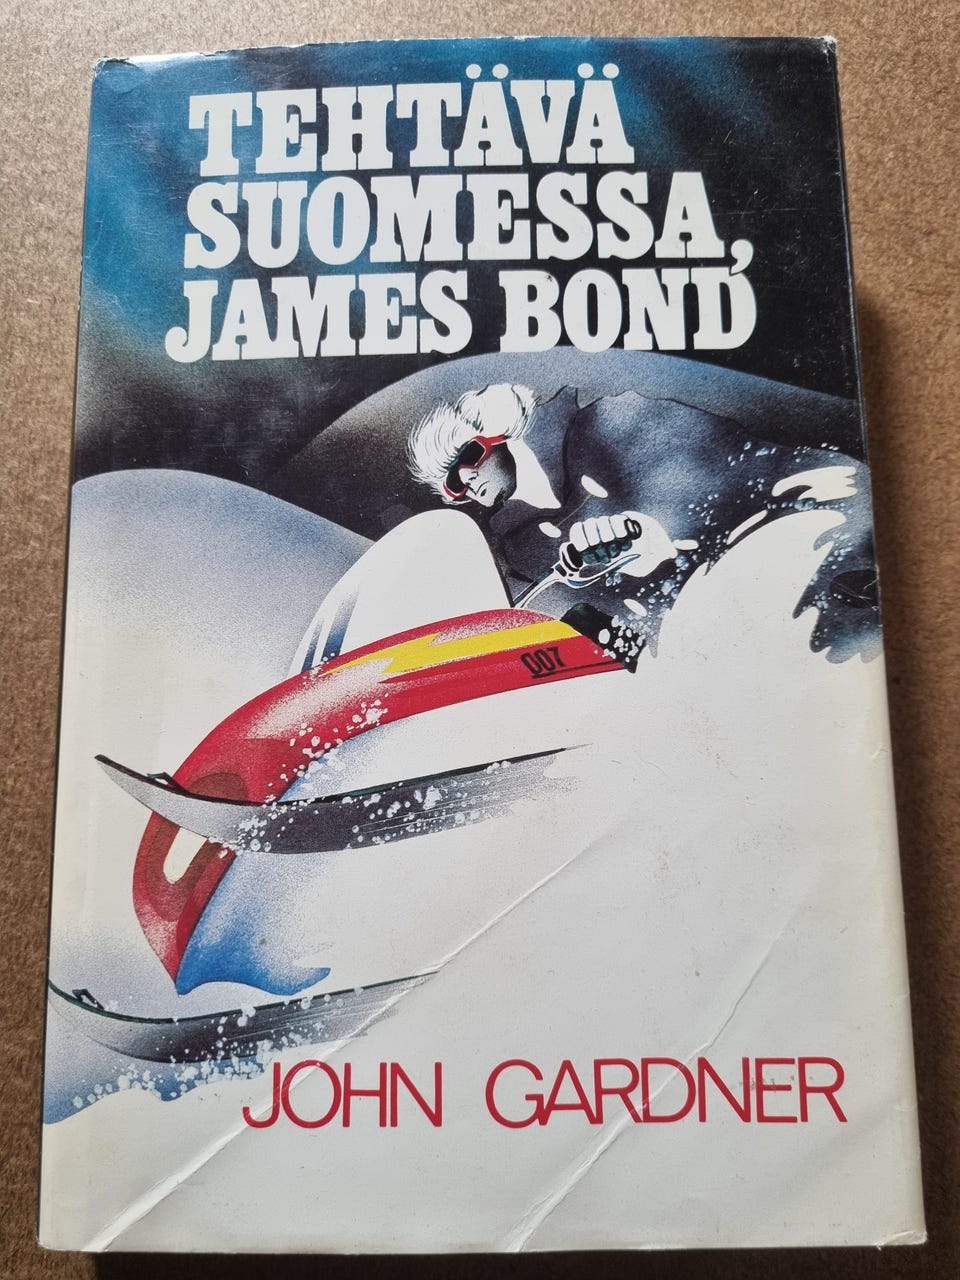 TEHTÄVÄ
SUOMESSA,
JAMES BOND
007
JOHN GARDNER